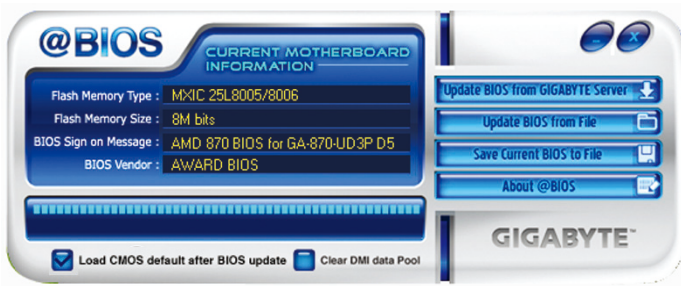 @BIOS
CURRENT MOTHERBOARD
INFORMATION
Flash Memory Type : MXIC 25L8005/8006
Flash Memory Size : 8M bits
BIOS Sign on Message : AMD 870 BIOS for GA-870-UD3P D5
BIOS Vendor : AWARD BIOS
Load CMOS default after BIOS update
Clear DMI data Pool
Update BIOS from GIGABYTE Server
Update BIOS from File
Save Current BIOS to File
About @BIOS
GIGABYTE™